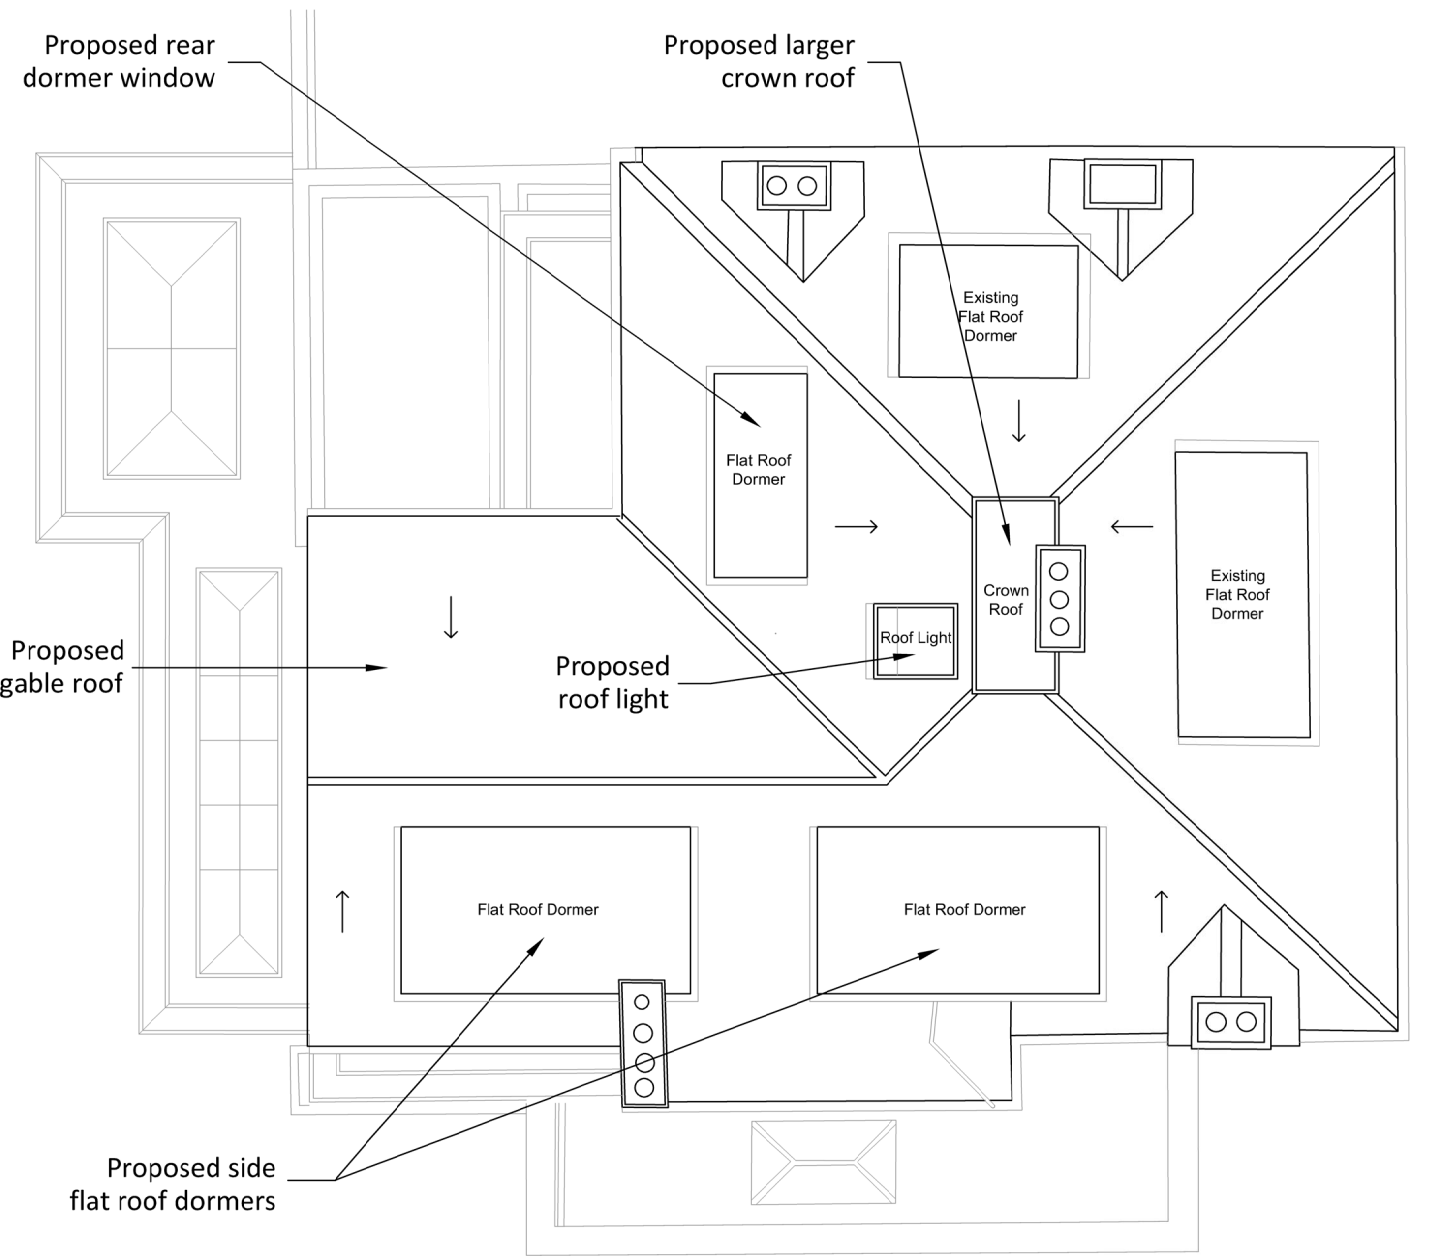 Proposed rear
dormer window
Proposed larger
crown roof
Existing
Flat Roof
Dormer
Flat Roof
Dormer
Existing
Flat Roof
Dormer
Crown
Roof
Roof Light
Proposed
gable roof
Proposed
roof light
Flat Roof Dormer
Flat Roof Dormer
Proposed side
flat roof dormers